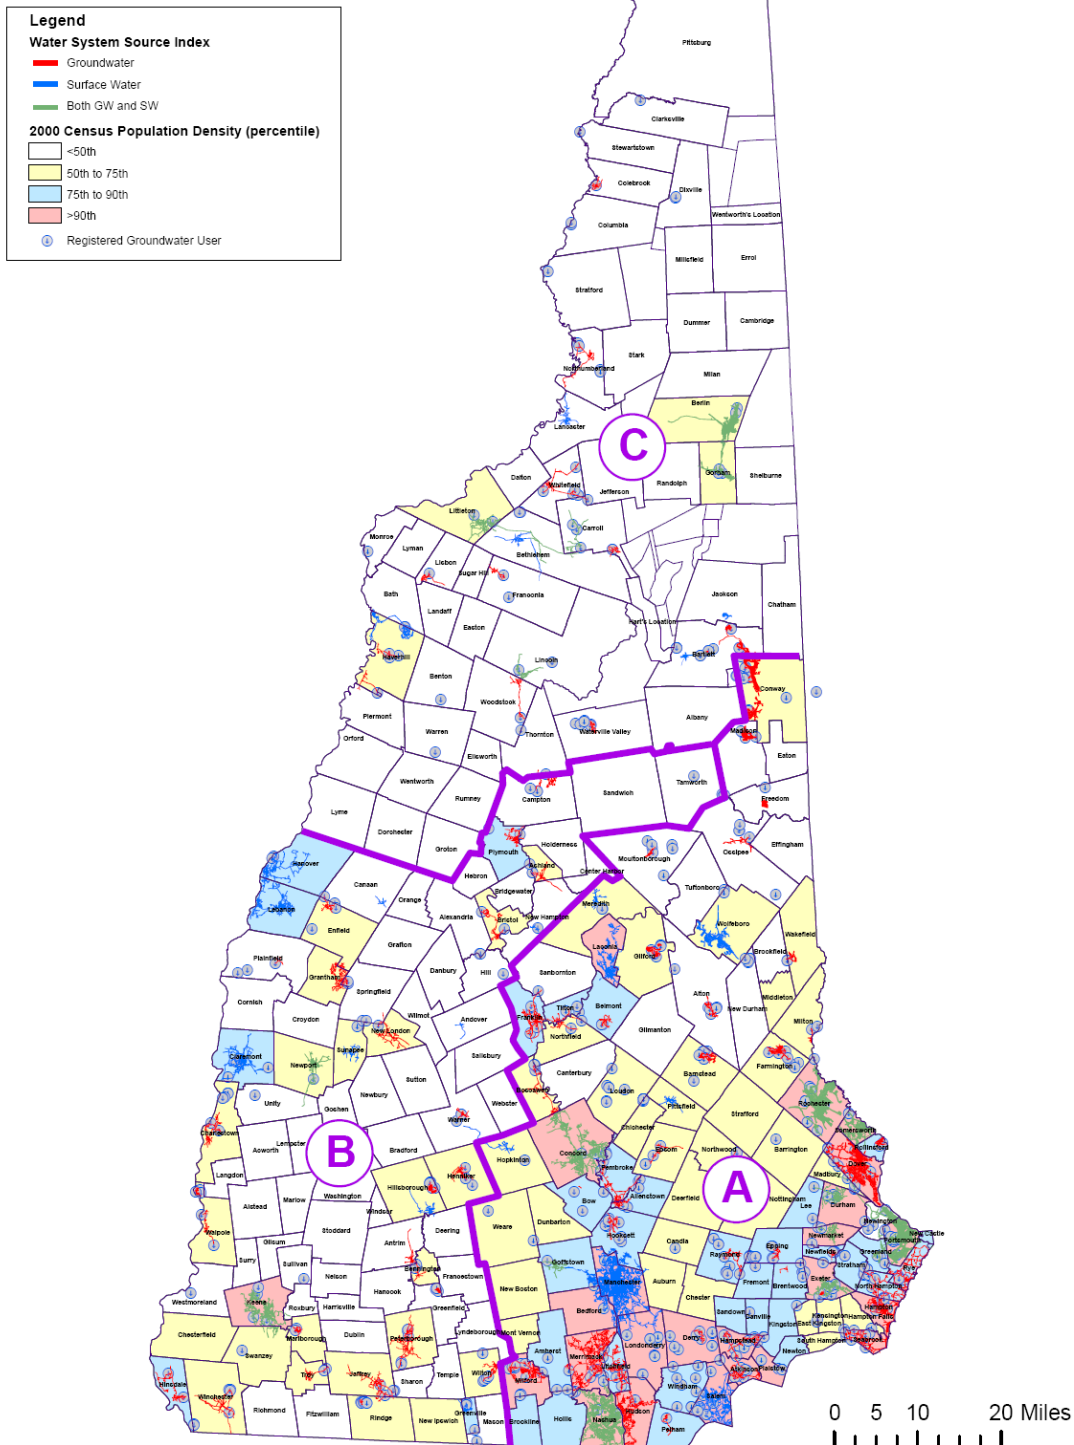 Legend
Water System Source Index
Groundwater
Surface Water
Both GW and SW
2000 Census Population Density (percentile)
<50th
50th to 75th
75th to 90th
>90th
Registered Groundwater User
Pittsburg
Clarksville
Stewartstown
Colebrook
Dixville
Wentworth's Location
Columbia
Millsfield
Errol
Stratford
Dummer
Cambridge
Stark
Northumberland
Milan
Berlin
Lancaster
C
Dalton
Whitefield
Jefferson
Randolph
Gorham
Shelburne
Littleton
Carroll
Monroe
Lyman
Bethlehem
Lisbon
Sugar Hill
Franconia
Bath
Landaff
Easton
Jackson
Chatham
Hart's Location
Haverhill
Lincoln
Bartlett
Benton
Woodstock
Conway
Piermont
Warren
Thornton
Waterville Valley
Albany
Madison
Orford
Ellsworth
Eaton
Wentworth
Rumney
Campton
Sandwich
Tamworth
Freedom
Lyme
Dorchester
Groton
Plymouth
Holderness
Moultonborough
Ossipee
Effingham
Hanover
Canaan
Hebron
Ashland
Center Harbor
Tuftonboro
Orange
Bridgewater
Lebanon
Enfield
Alexandria
Bristol
New Hampton
Meredith
Wolfeboro
Wakefield
Grafton
Laconia
Gilford
Brookfield
Plainfield
Grantham
Danbury
Hill
Sanbornton
Springfield
Alton
New Durham
Middleton
Cornish
Croydon
Wilmot
Andover
Franklin
Tilton
Belmont
Milton
New London
Northfield
Gilmanton
Claremont
Newport
Sunapee
Salisbury
Farmington
Sutton
Canterbury
Barnstead
Newbury
Webster
Boscawen
Loudon
Pittsfield
Strafford
Rochester
Unity
Goshen
Warner
Chichester
Somersworth
Charlestown
Lempster
Acworth
B
Bradford
Hopkinton
Concord
Epsom
Northwood
Barrington
Rollinsford
Dover
Langdon
Pembroke
Madbury
Washington
Hillsborough
Henniker
Allenstown
Deerfield
A
Nottingham
Lee
Durham
Alstead
Marlow
Windsor
Bow
Newington
Walpole
Stoddard
Deering
Weare
Dunbarton
Hooksett
Candia
Raymond
Epping
Newmarket
Newfields
New Castle
Portsmouth
Greenland
Surry
Gilsum
Antrim
Sullivan
Bennington
Francestown
Goffstown
Stratham
Rye
Nelson
Hancock
New Boston
Manchester
Auburn
Fremont
Brentwood
Exeter
North Hampton
Westmoreland
Keene
Roxbury
Harrisville
Greenfield
Bedford
Chester
Sandown
Danville
Kingston
East Kingston
Kensington
Hampton
Hampton Falls
Chesterfield
Marlborough
Dublin
Peterborough
Lyndeborough
Mont Vernon
Londonderry
Derry
Hampstead
South Hampton
Seabrook
Swanzey
Amherst
Merrimack
Litchfield
Newton
Hinsdale
Winchester
Troy
Jaffrey
Sharon
Temple
Wilton
Milford
Windham
Atkinson
Plaistow
Salem
Richmond
Fitzwilliam
Rindge
New Ipswich
Greenville
Mason
Brookline
Hollis
Nashua
Hudson
Pelham
0 5 10 20 Miles